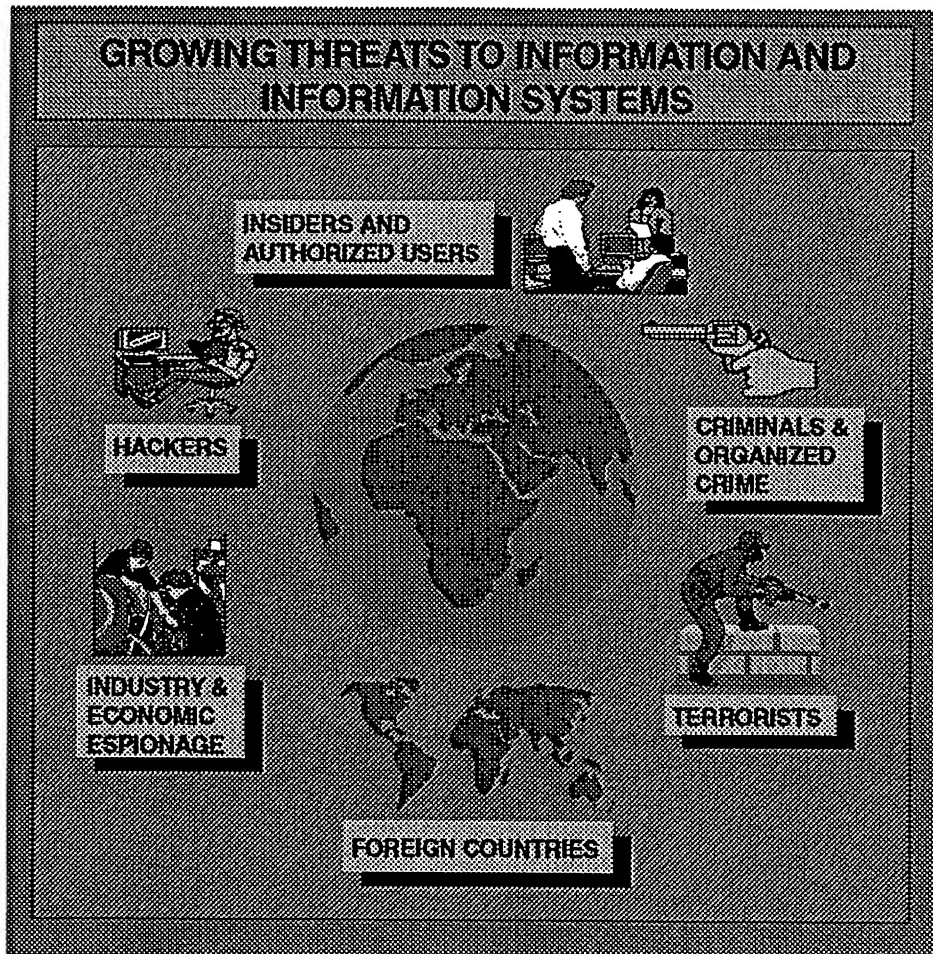 GROWING THREATS TO INFORMATION AND
INFORMATION SYSTEMS
INSIDERS AND
AUTHORIZED USERS
HACKERS
CRIMINALS &
ORGANIZED
CRIME
INDUSTRY &
ECONOMIC
ESPIONAGE
TERRORISTS
FOREIGN COUNTRIES